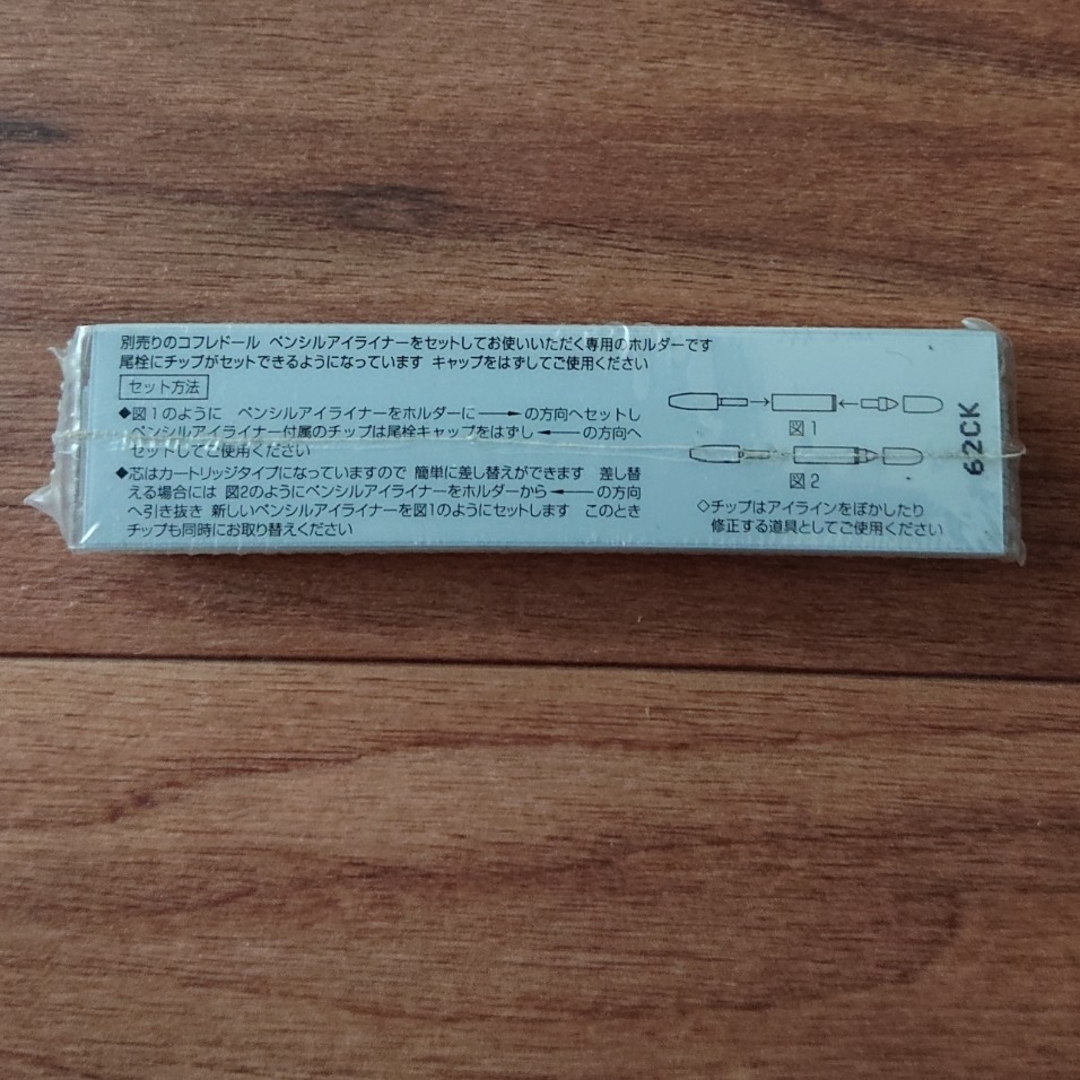 別売りのコフレドール ペンシルアイライナーをセットしてお使いいただく専用のホルダーです
尾栓にチップがセットできるようになっています キャップをはずしてご使用ください
セット方法
◆図1のように ペンシルアイライナーをホルダーに→の方向へセットし
ペンシルアイライナー付属のチップは尾栓キャップをはずし←の方向へ
セットしてご使用ください
◆芯はカートリッジタイプになっていますので 簡単に差し替えができます 差し替
える場合には 図2のようにペンシルアイライナーをホルダーから←の方向
へ引き抜き 新しいペンシルアイライナーを図1のようにセットします このとき
チップも同時にお取り替えください
図1
図2
◇チップはアイラインをぼかしたり
修正する道具としてご使用ください
62CK